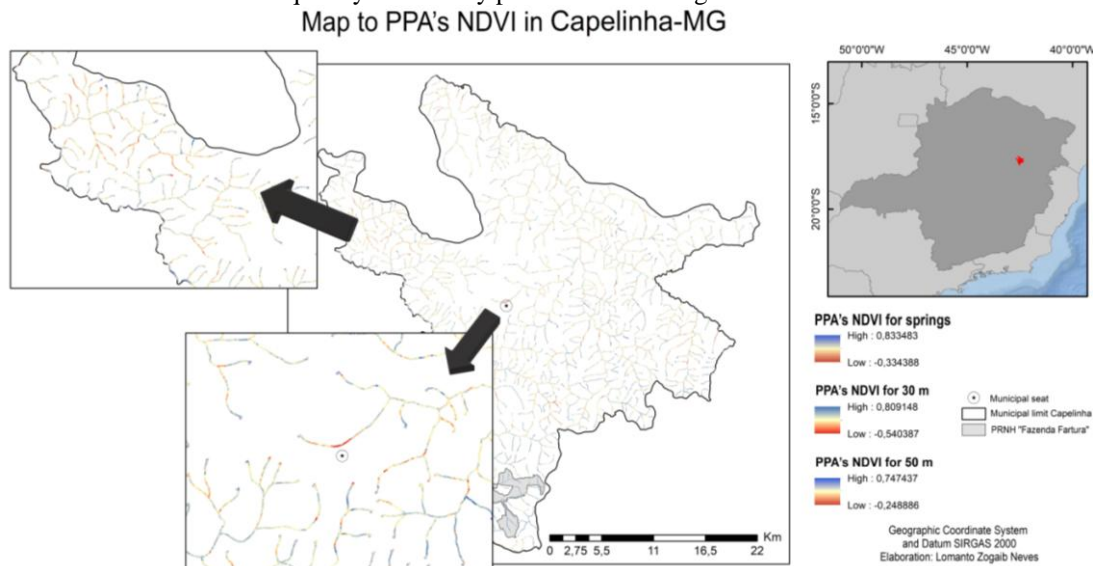 Map to PPA's NDVI in Capelinha-MG
50°0'0"W 45°0'0"W 40°0'0"W
15°0'0"S
20°0'0"S
PPA's NDVI for springs
High : 0,833483
Low : -0,334388
PPA's NDVI for 30 m
High : 0,809148
Low : -0,540387
PPA's NDVI for 50 m
High : 0,747437
Low : -0,248886
Municipal seat
Municipal limit Capelinha
PRNH "Fazenda Fartura"
Km
0 2,75 5,5 11 16,5 22
Geographic Coordinate System
and Datum SIRGAS 2000
Elaboration: Lomanto Zogaib Neves